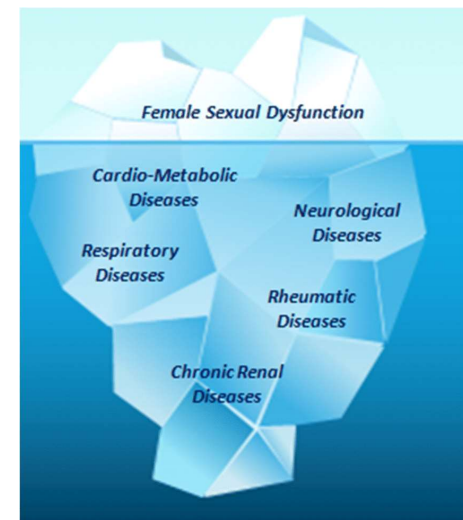 Female Sexual Dysfunction
Cardio-Metabolic
Diseases
Neurological
Diseases
Respiratory
Diseases
Rheumatic
Diseases
Chronic Renal
Diseases